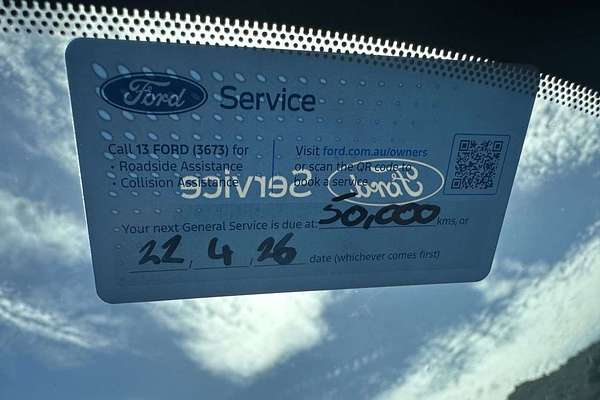 Ford Service
Call 13 FORD (3673) for
• Roadside Assistance
• Collision Assistance
Visit ford.com.au/owners
or scan the QR code to
book a service
Ford Service
Your next General Service is due at: 50,000 kms, or
22, 4, 26 date (whichever comes first)